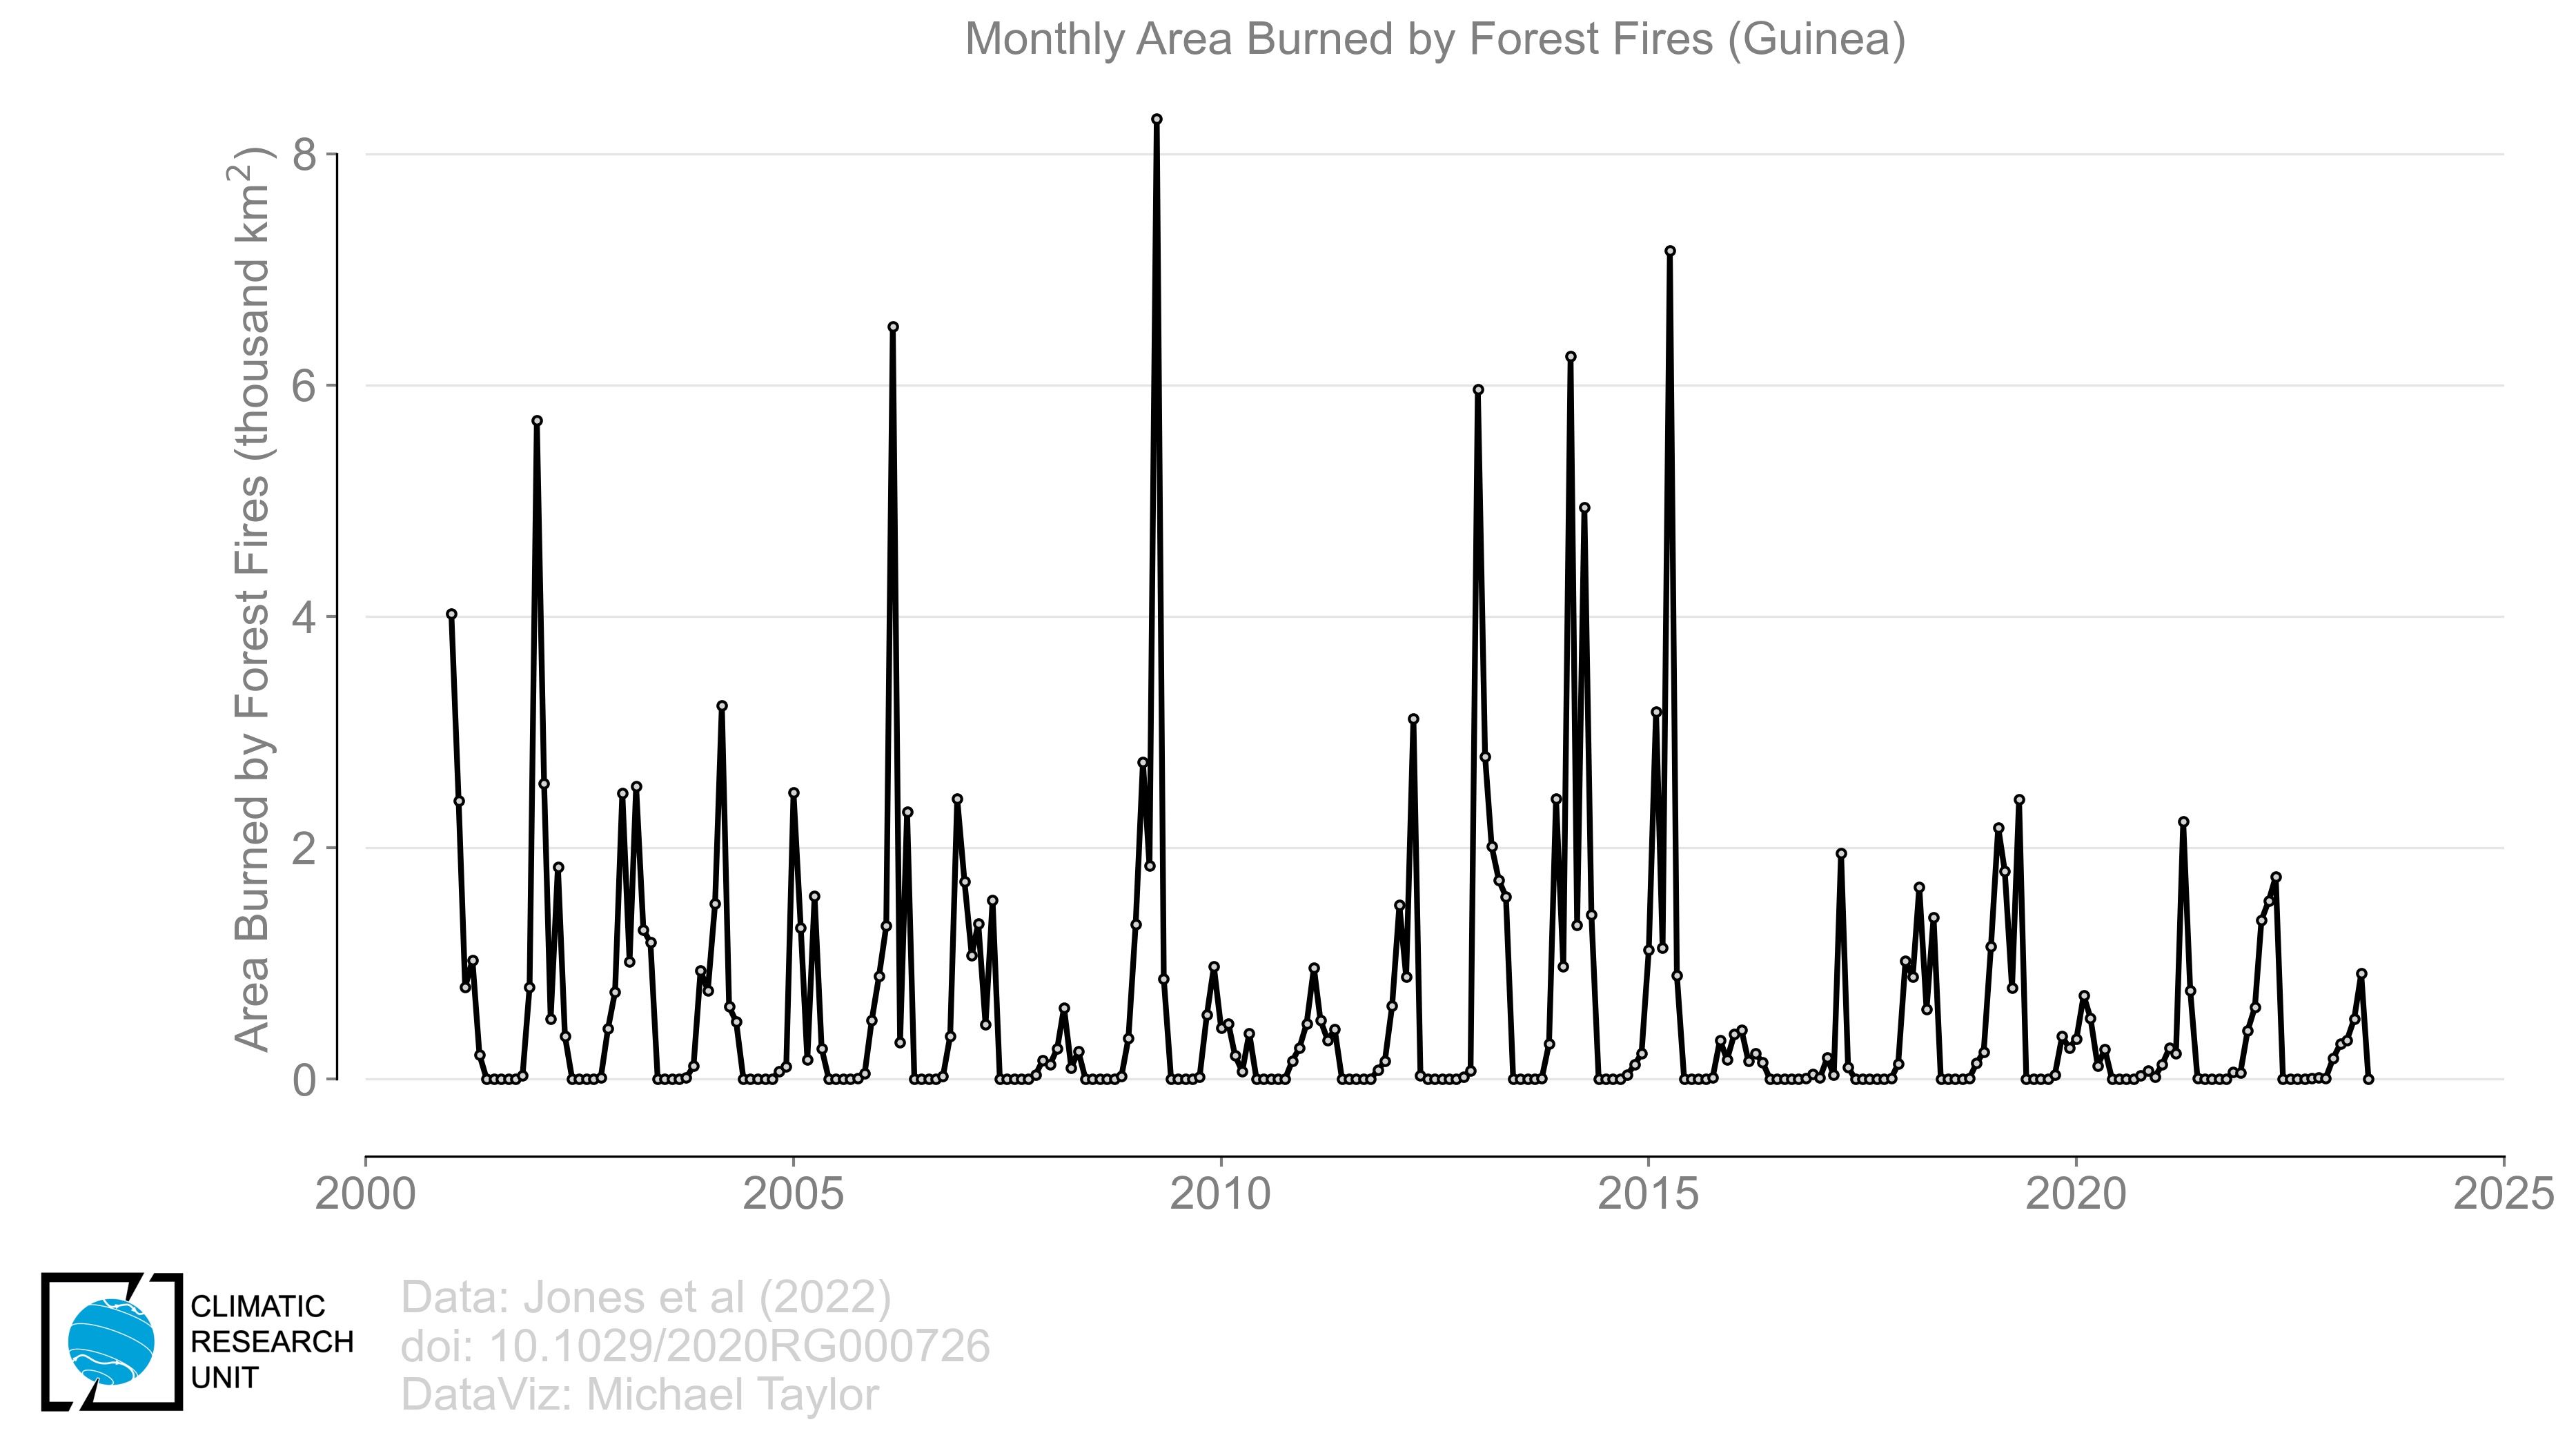 Monthly Area Burned by Forest Fires (Guinea)
Area Burned by Forest Fires (thousand km²)
8
6
4
2
0
2000
2005
2010
2015
2020
2025
CLIMATIC
RESEARCH
UNIT
Data: Jones et al (2022)
doi: 10.1029/2020RG000726
DataViz: Michael Taylor